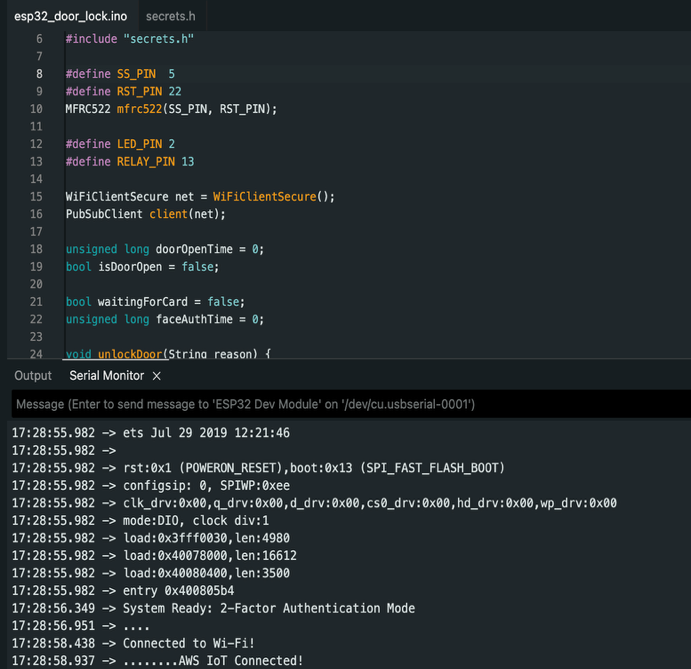 esp32_door_lock.ino secrets.h
6 #include "secrets.h"
7
8 #define SS_PIN 5
9 #define RST_PIN 22
10 MFRC522 mfrc522(SS_PIN, RST_PIN);
11
12 #define LED_PIN 2
13 #define RELAY_PIN 13
14
15 WiFiClientSecure net = WiFiClientSecure();
16 PubSubClient client(net);
17
18 unsigned long doorOpenTime = 0;
19 bool isDoorOpen = false;
20
21 bool waitingForCard = false;
22 unsigned long faceAuthTime = 0;
23
24 void unlockDoor(String reason) {
Output Serial Monitor ×
Message (Enter to send message to 'ESP32 Dev Module' on '/dev/cu.usbserial-0001')
17:28:55.982 -> ets Jul 29 2019 12:21:46
17:28:55.982 ->
17:28:55.982 -> rst:0x1 (POWERON_RESET),boot:0x13 (SPI_FAST_FLASH_BOOT)
17:28:55.982 -> configsip: 0, SPIWP:0xee
17:28:55.982 -> clk_drv:0x00,q_drv:0x00,d_drv:0x00,cs0_drv:0x00,hd_drv:0x00,wp_drv:0x00
17:28:55.982 -> mode:DIO, clock div:1
17:28:55.982 -> load:0x3fff0030,len:4980
17:28:55.982 -> load:0x40078000,len:16612
17:28:55.982 -> load:0x40080400,len:3500
17:28:55.982 -> entry 0x400805b4
17:28:56.349 -> System Ready: 2-Factor Authentication Mode
17:28:56.951 -> ....
17:28:58.438 -> Connected to Wi-Fi!
17:28:58.937 -> ........AWS IoT Connected!